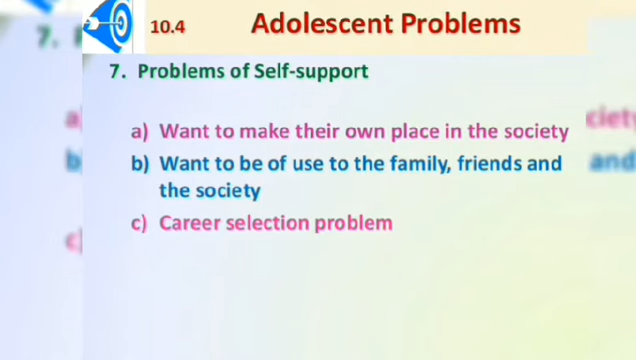 10.4 Adolescent Problems
7. Problems of Self-support
a) Want to make their own place in the society
b) Want to be of use to the family, friends and
the society
c) Career selection problem